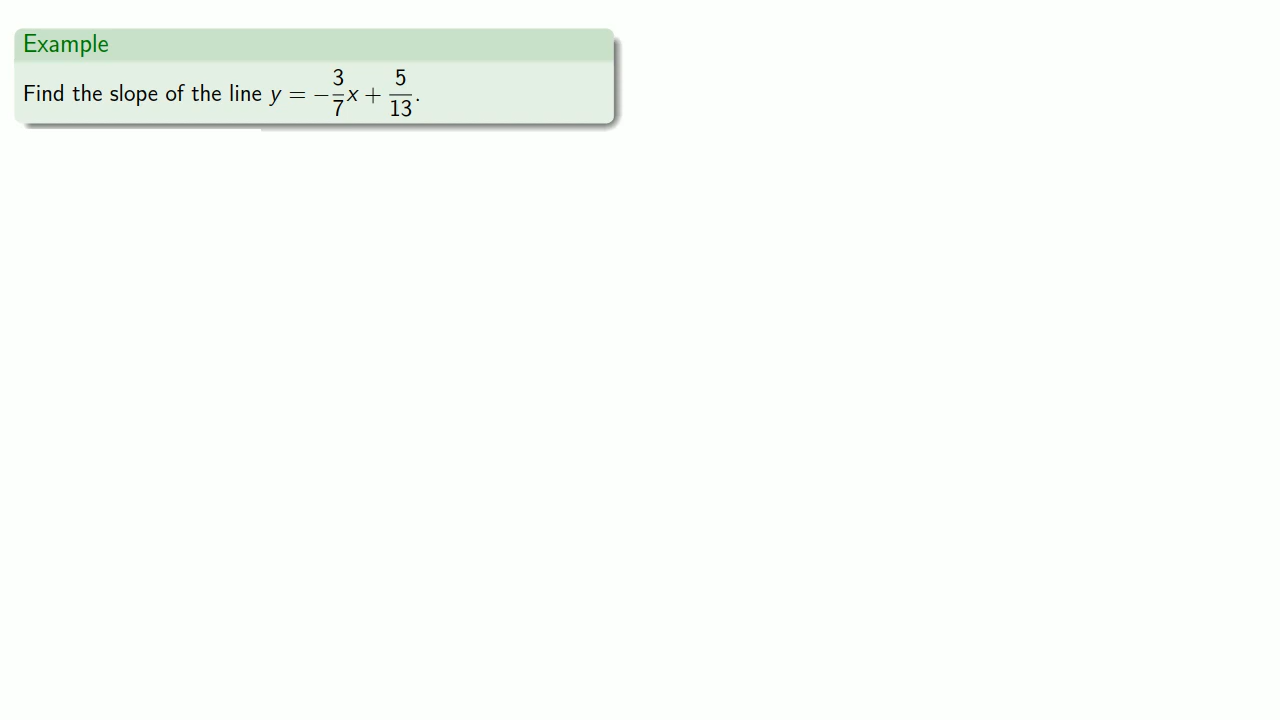 Example
Find the slope of the line y = −3/7x + 5/13.